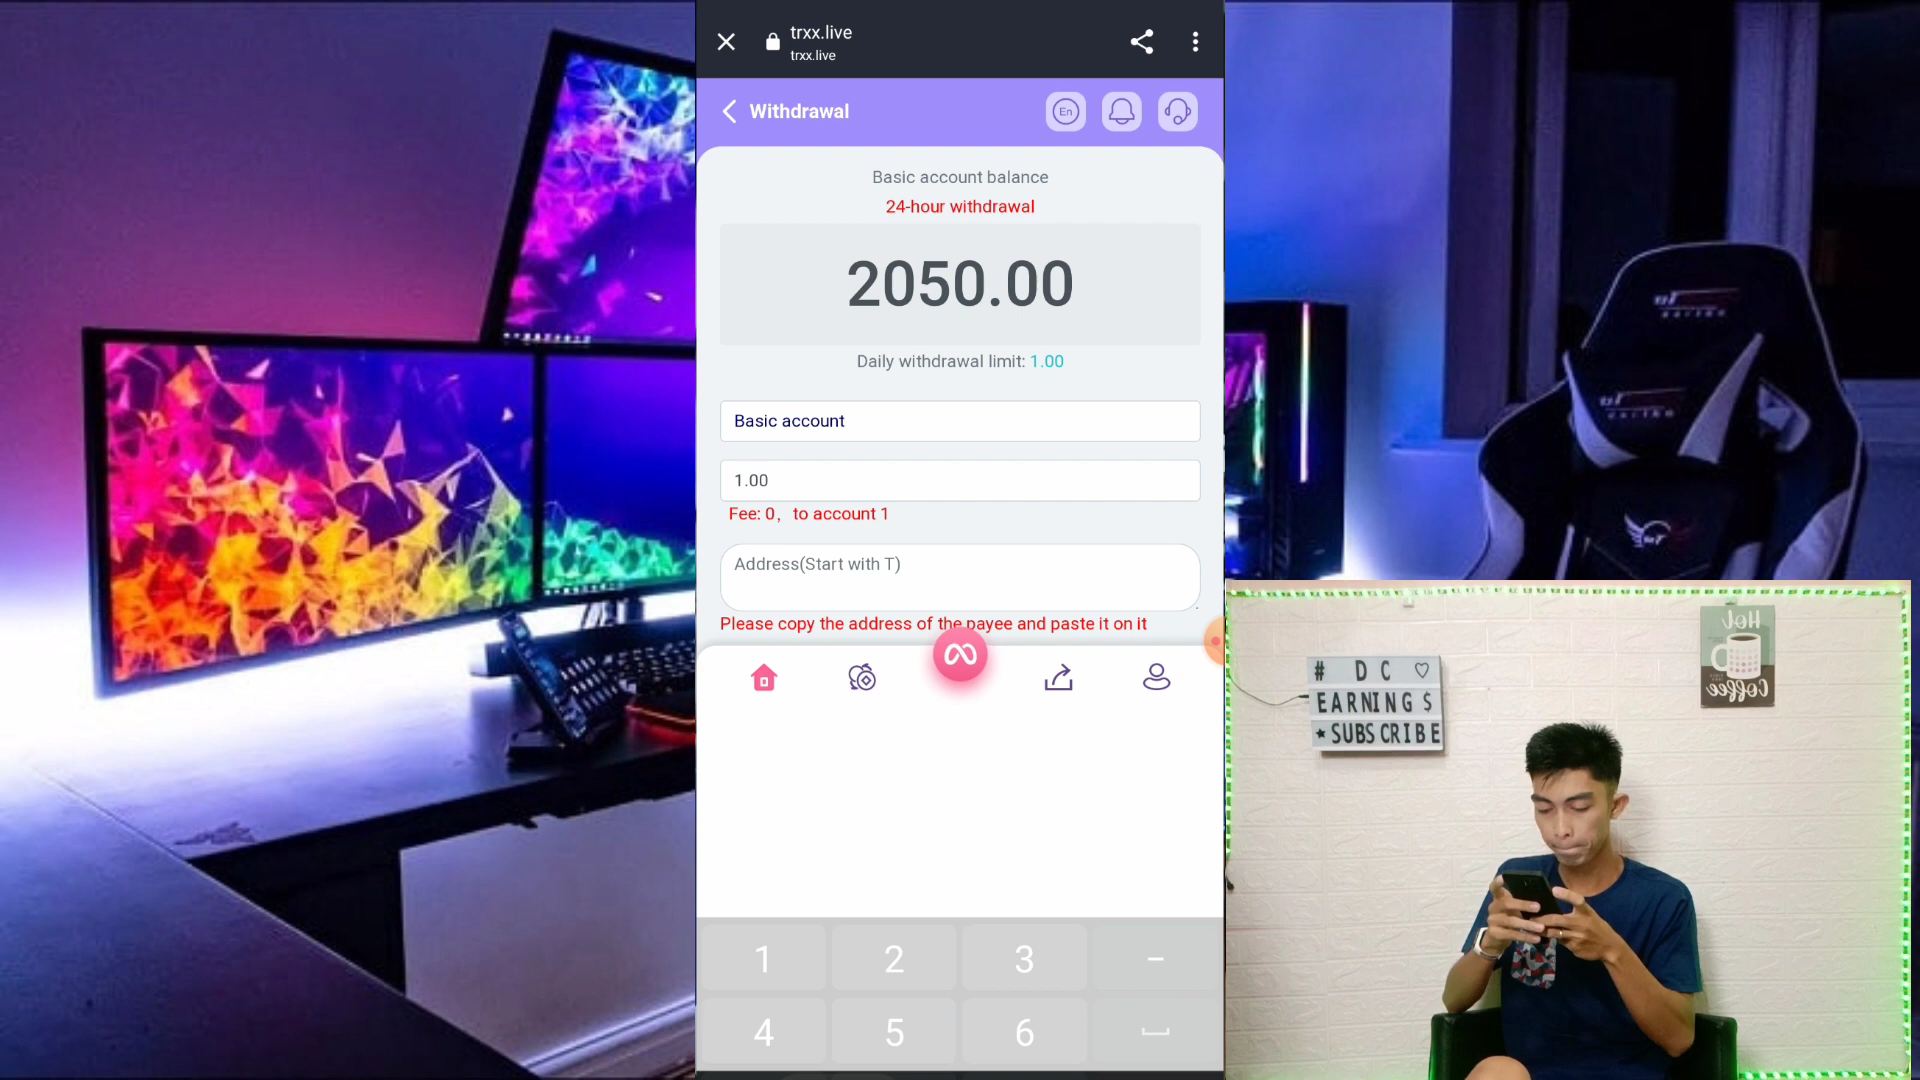 trxx.live
trxx.live
Withdrawal
En
Basic account balance
24-hour withdrawal
2050.00
Daily withdrawal limit: 1.00
Basic account
1.00
Fee: 0, to account 1
Address(Start with T)
Please copy the address of the payee and paste it on it
1 2 3 -
4 5 6
# D C ♡
EARNING $
★SUBSCRIBE
Hot
Coffee